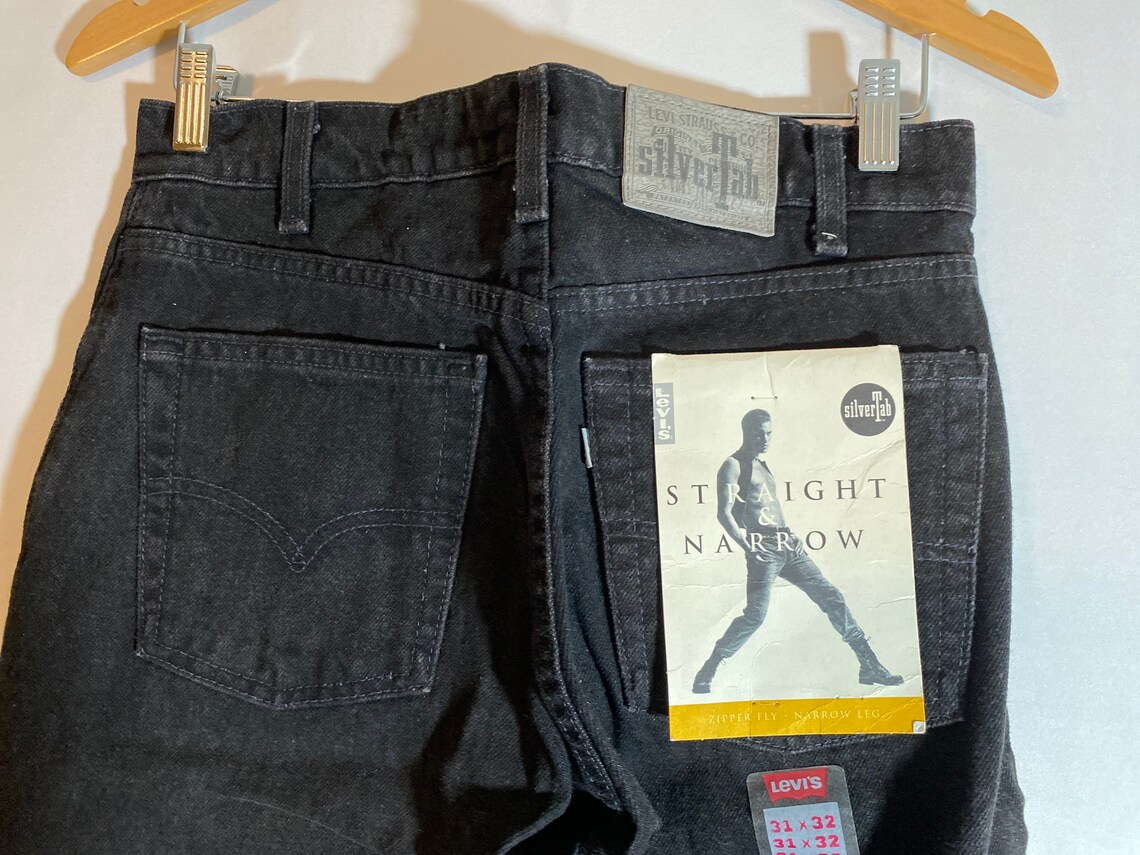 LEVI STRAUSS
CO.
silverTab
Levi's
silverTab
STRAIGHT
&
NARROW
ZIPPER FLY · NARROW LEG
LEVI'S
31 x 32
31 x 32